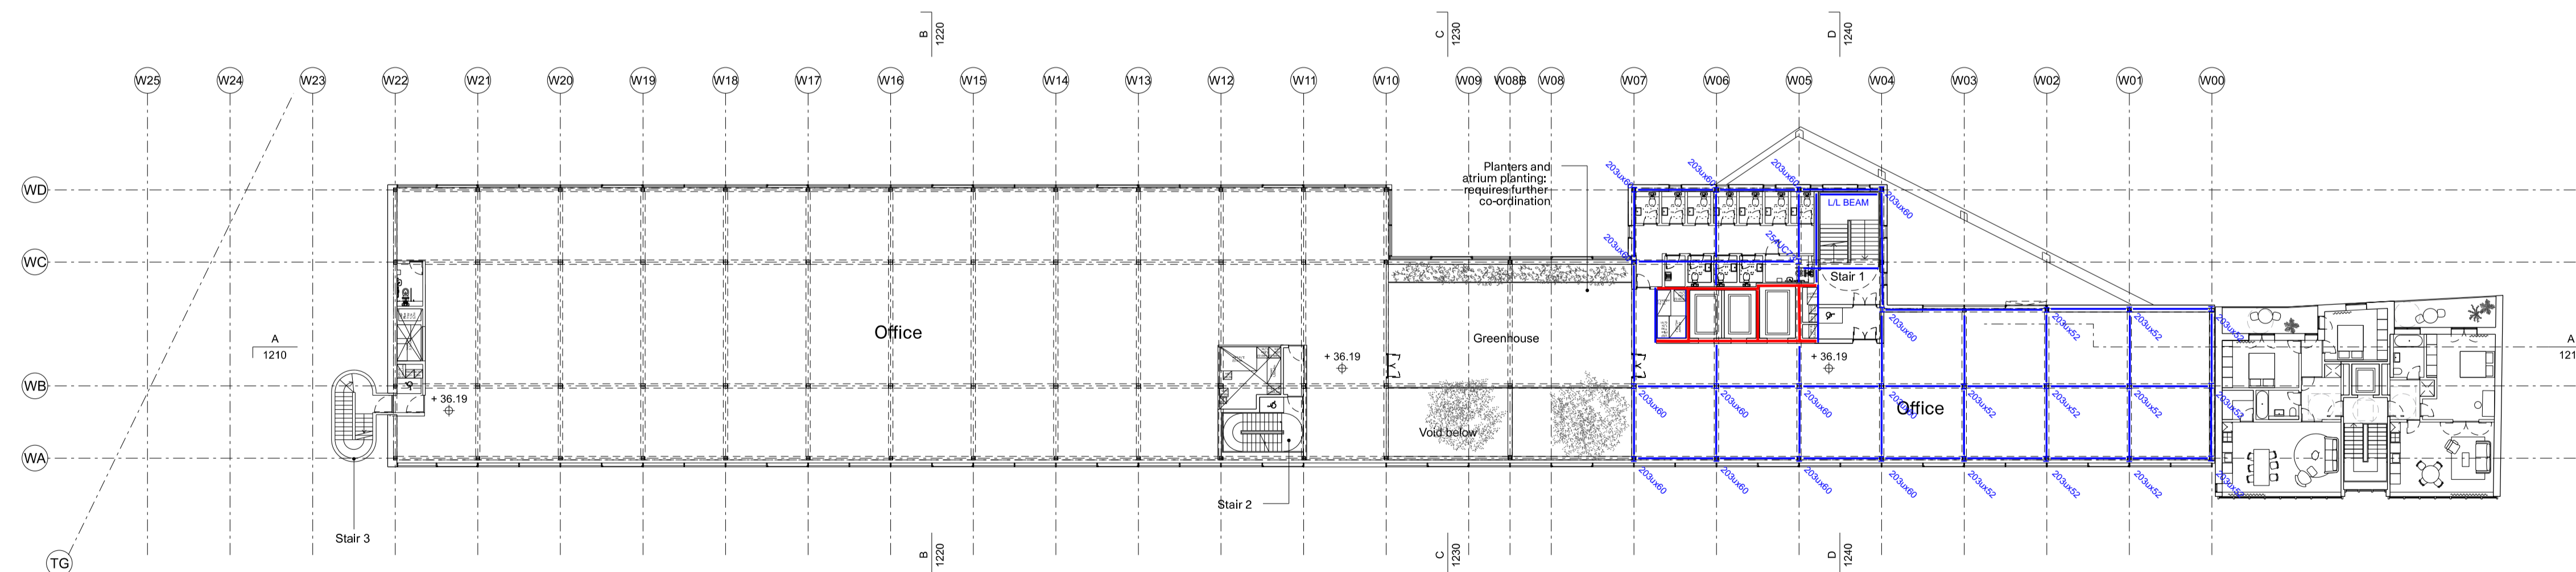 B
1220
C
1230
D
1240
W25
W24
W23
W22
W21
W20
W19
W18
W17
W16
W15
W14
W13
W12
W11
W10
W09
W08B
W08
W07
W06
W05
W04
W03
W02
W01
W00
Planters and
atrium planting:
requires further
co-ordination
203ux60
203ux60
203ux60
WD
L/L BEAM
203ux60
WC
Stair 1
Office
Greenhouse
A
1210
+ 36.19
+ 36.19
203ux60
203ux52
203ux52
A
WB
+ 36.19
203ux60
203ux60
203ux60
Office
203ux52
203ux52
203ux52
Void below
WA
203ux60
203ux60
203ux60
203ux60
203ux52
203ux52
203ux52
Stair 2
Stair 3
TG
B
1220
C
1230
D
1240